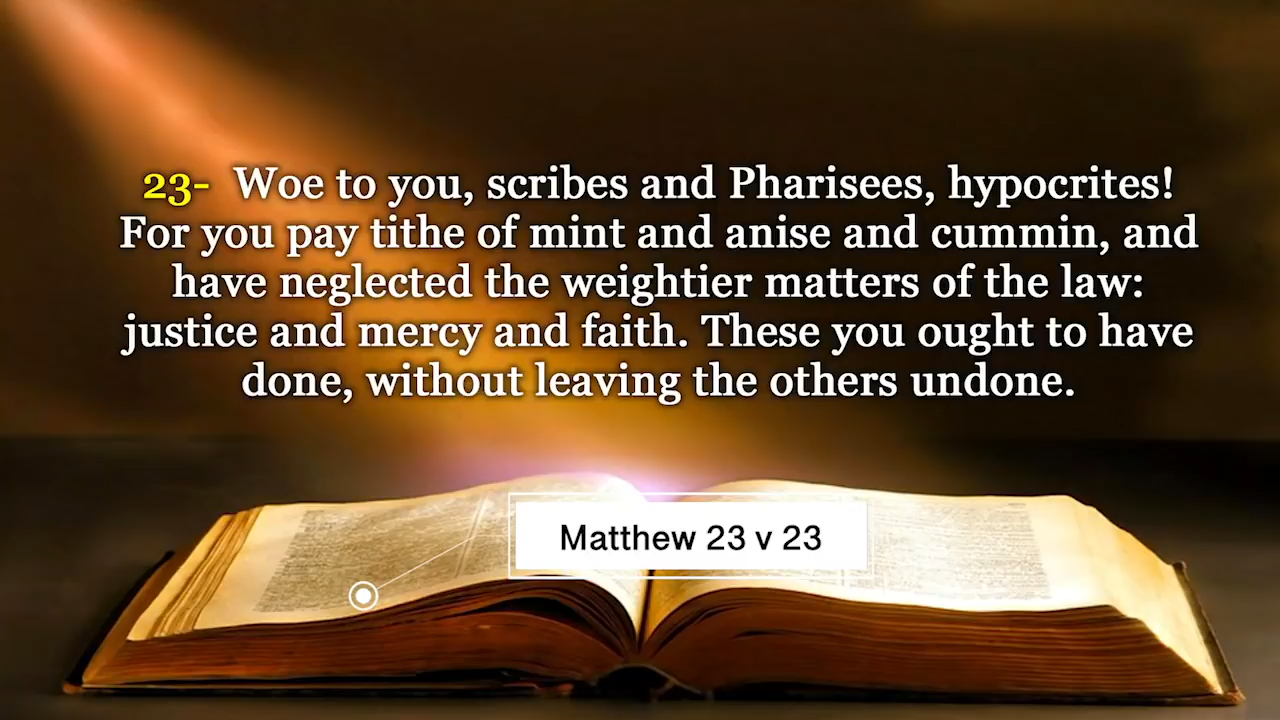 23- Woe to you, scribes and Pharisees, hypocrites!
For you pay tithe of mint and anise and cummin, and
have neglected the weightier matters of the law:
justice and mercy and faith. These you ought to have
done, without leaving the others undone.
Matthew 23 v 23